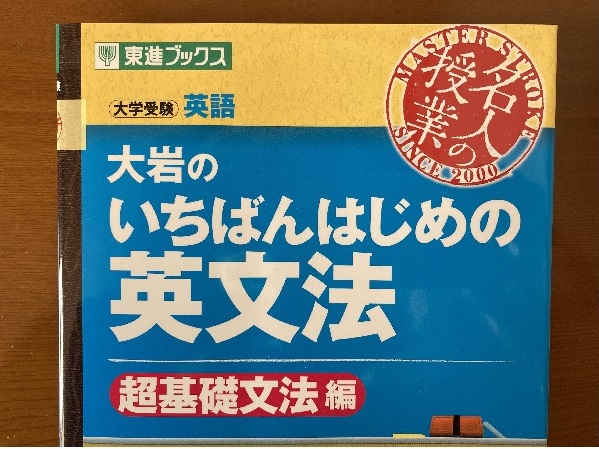 東進ブックス
大学受験 英語
MASTER STROKE
名人の
授業
SINCE 2000
大岩の
いちばんはじめの
英文法
超基礎文法編